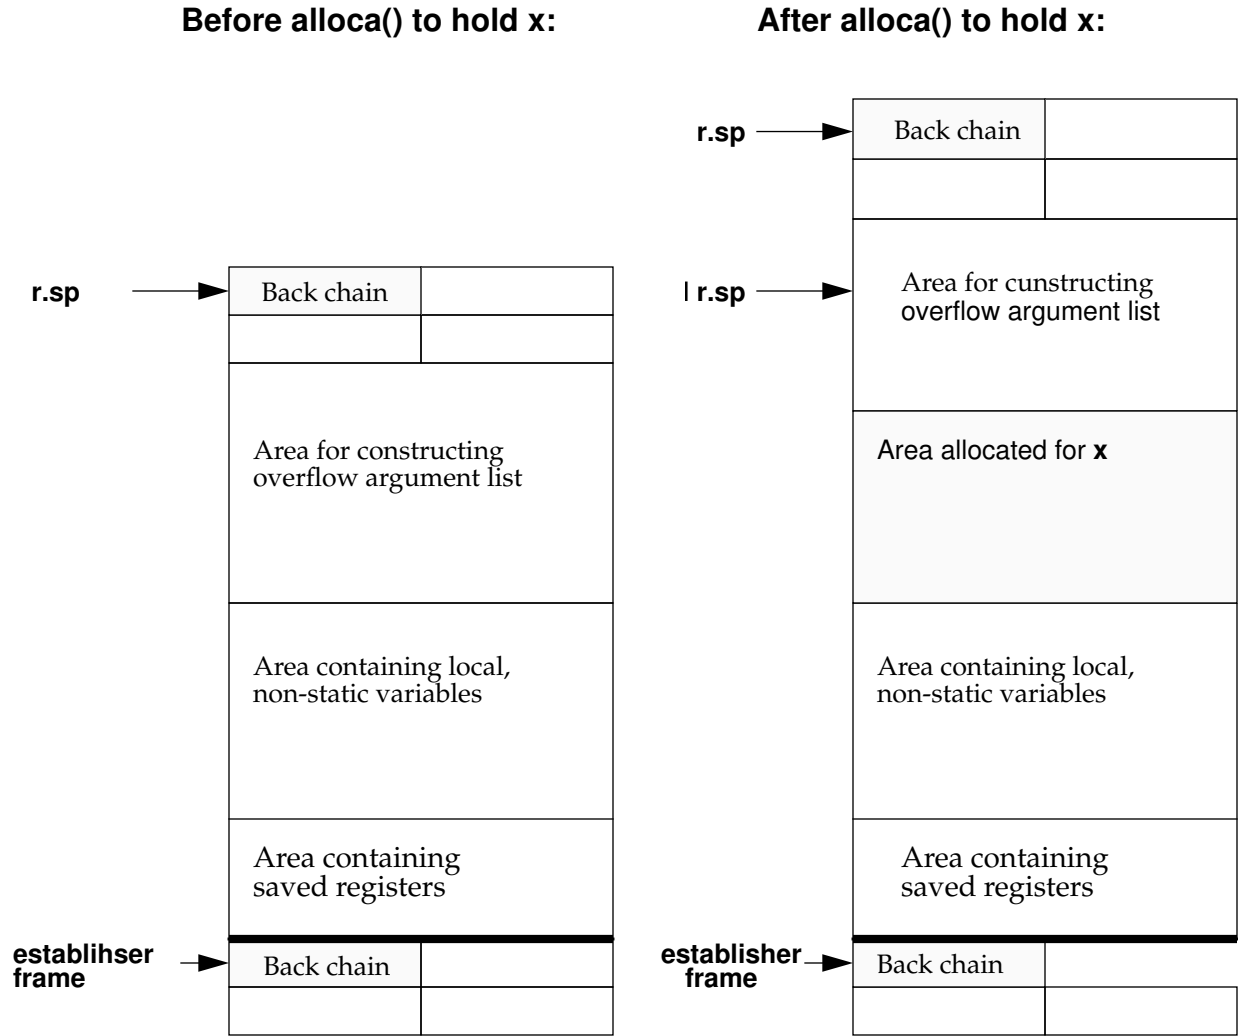 Before alloca() to hold x:
After alloca() to hold x:
r.sp
Back chain
r.sp
Back chain
Area for constructing
overflow argument list
Area containing local,
non-static variables
Area containing
saved registers
establihser
frame
Back chain
l r.sp
Area for cunstructing
overflow argument list
Area allocated for x
Area containing local,
non-static variables
Area containing
saved registers
establisher
frame
Back chain